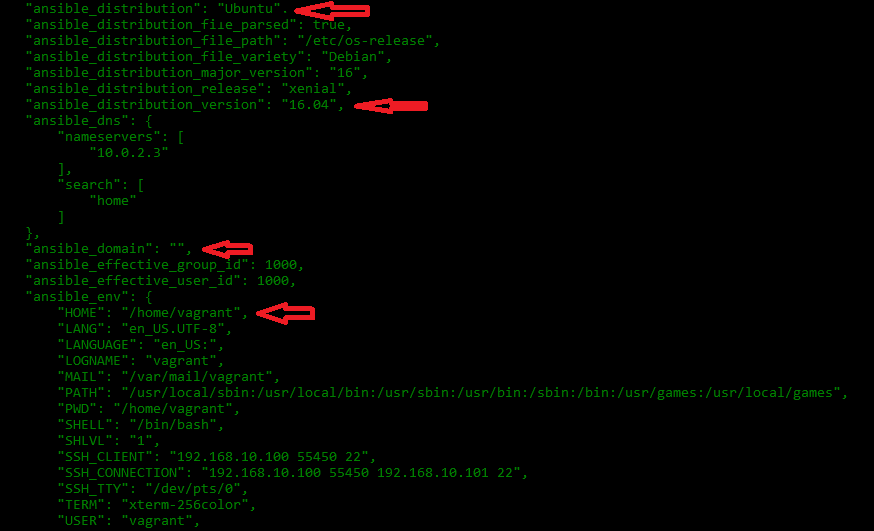 "ansible_distribution": "Ubuntu",
"ansible_distribution_file_parsed": true,
"ansible_distribution_file_path": "/etc/os-release",
"ansible_distribution_file_variety": "Debian",
"ansible_distribution_major_version": "16",
"ansible_distribution_release": "xenial",
"ansible_distribution_version": "16.04",
"ansible_dns": {
    "nameservers": [
        "10.0.2.3"
    ],
    "search": [
        "home"
    ]
},
"ansible_domain": "",
"ansible_effective_group_id": 1000,
"ansible_effective_user_id": 1000,
"ansible_env": {
    "HOME": "/home/vagrant",
    "LANG": "en_US.UTF-8",
    "LANGUAGE": "en_US:",
    "LOGNAME": "vagrant",
    "MAIL": "/var/mail/vagrant",
    "PATH": "/usr/local/sbin:/usr/local/bin:/usr/sbin:/usr/bin:/sbin:/bin:/usr/games:/usr/local/games",
    "PWD": "/home/vagrant",
    "SHELL": "/bin/bash",
    "SHLVL": "1",
    "SSH_CLIENT": "192.168.10.100 55450 22",
    "SSH_CONNECTION": "192.168.10.100 55450 192.168.10.101 22",
    "SSH_TTY": "/dev/pts/0",
    "TERM": "xterm-256color",
    "USER": "vagrant",